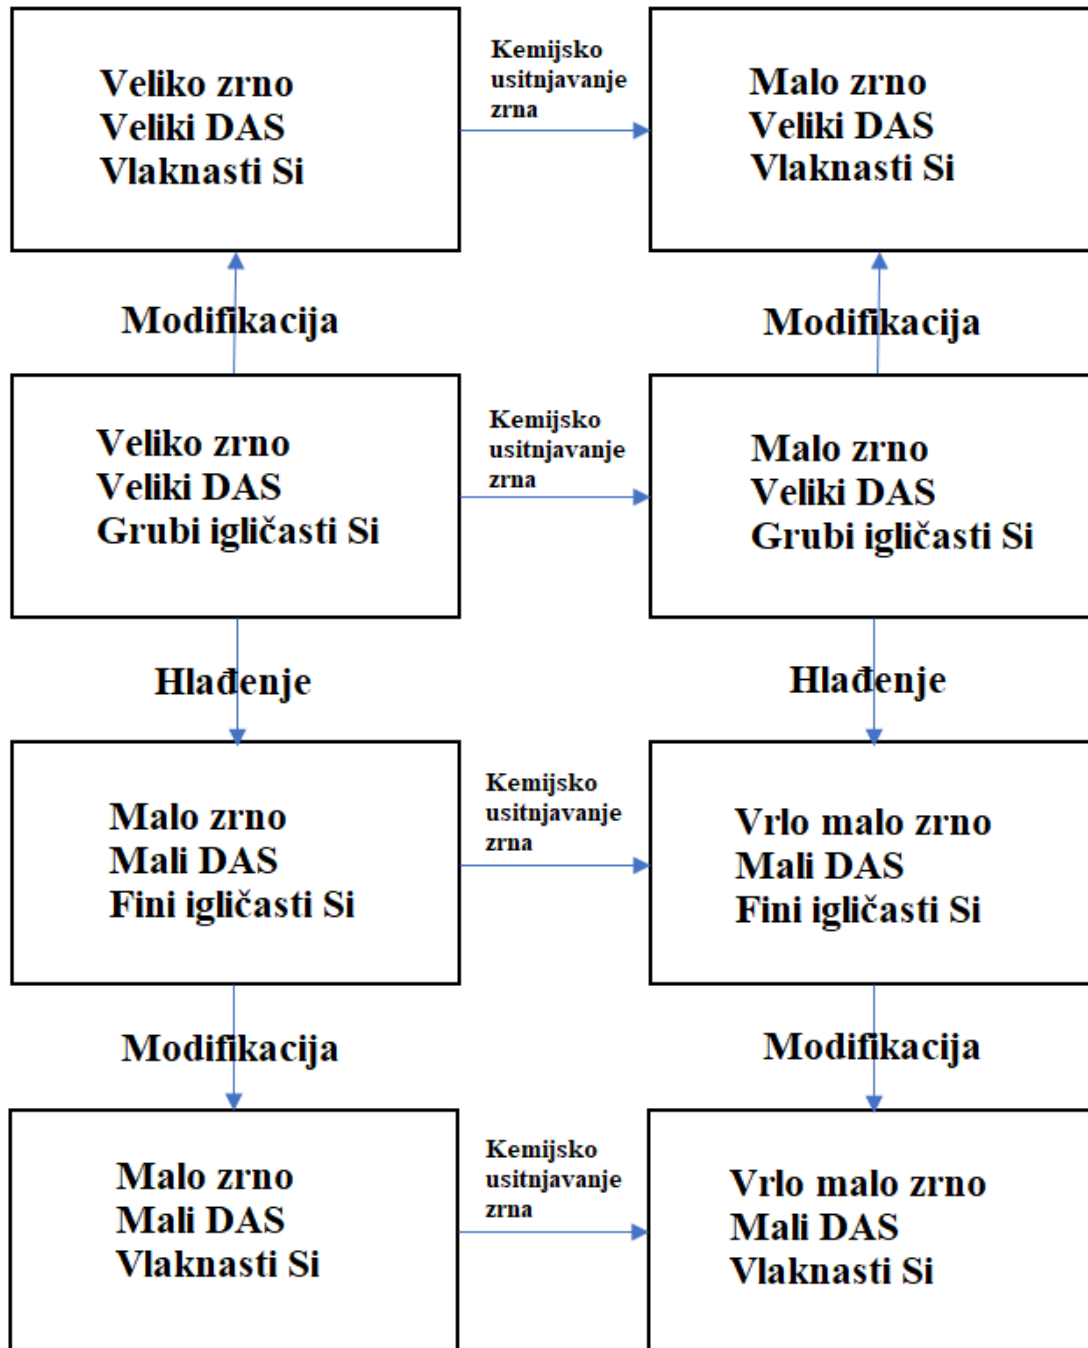 Veliko zrno
Veliki DAS
Vlaknasti Si
Kemijsko
usitnjavanje
zrna
Malo zrno
Veliki DAS
Vlaknasti Si
Modifikacija
Modifikacija
Veliko zrno
Veliki DAS
Grubi igličasti Si
Kemijsko
usitnjavanje
zrna
Malo zrno
Veliki DAS
Grubi igličasti Si
Hlađenje
Hlađenje
Malo zrno
Mali DAS
Fini igličasti Si
Kemijsko
usitnjavanje
zrna
Vrlo malo zrno
Mali DAS
Fini igličasti Si
Modifikacija
Modifikacija
Malo zrno
Mali DAS
Vlaknasti Si
Kemijsko
usitnjavanje
zrna
Vrlo malo zrno
Mali DAS
Vlaknasti Si